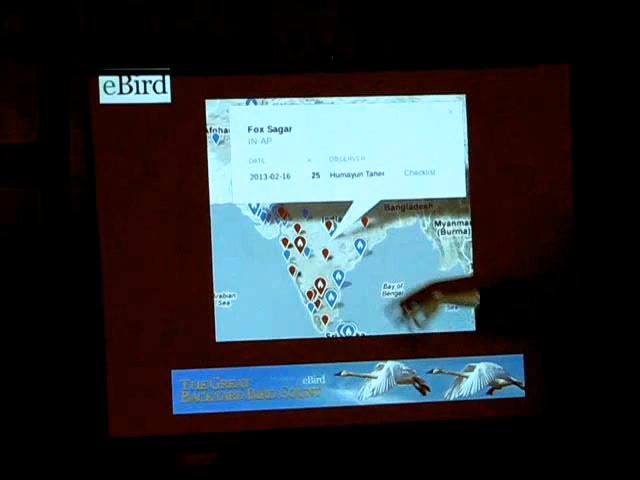 eBird
Fox Sagar
IN-AP
DATE # OBSERVER
2013-02-16 25 Humayun Taher Checklist
Bangladesh
Myanmar
(Burma)
Bay of
Bengal
Sea
Sea
eBird
THE GREAT
BACKYARD BIRD COUNT